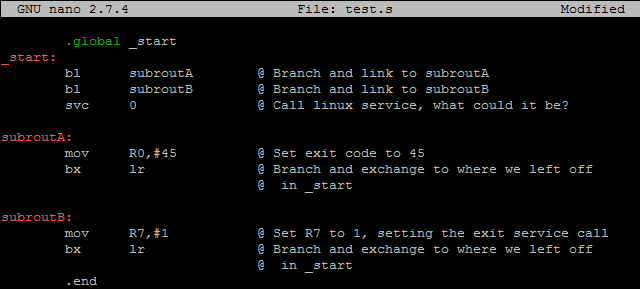 GNU nano 2.7.4 File: test.s Modified
.global _start
_start:
bl subroutA @ Branch and link to subroutA
bl subroutB @ Branch and link to subroutB
svc 0 @ Call linux service, what could it be?
subroutA:
mov R0,#45 @ Set exit code to 45
bx lr @ Branch and exchange to where we left off
@ in _start
subroutB:
mov R7,#1 @ Set R7 to 1, setting the exit service call
bx lr @ Branch and exchange to where we left off
@ in _start
.end